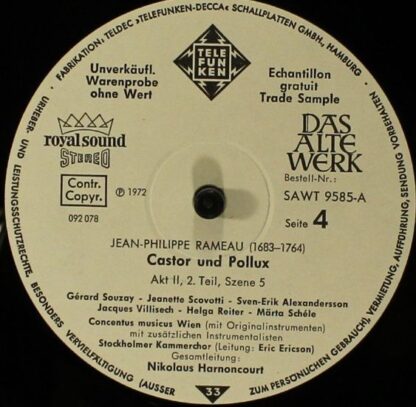 FABRIKATION: TELDEC »TELEFUNKEN-DECCA« SCHALLPLATTEN GMBH, HAMBURG
URHEBER- UND LEISTUNGSSCHUTZRECHTE, BESONDERS VERVIELFÄLTIGUNG (AUSSER ZUM PERSÖNLICHEN GEBRAUCH), VERMIETUNG, AUFFÜHRUNG, SENDUNG VORBEHALTEN
TELE
FUN
KEN
Unverkäufl.
Warenprobe
ohne Wert
Echantillon
gratuit
Trade Sample
royal sound
STEREO
DAS
ALTE
WERK
Contr.
Copyr.
092 078
℗ 1972
Bestell-Nr.:
SAWT 9585-A
Seite 4
JEAN-PHILIPPE RAMEAU (1683–1764)
Castor und Pollux
Akt II, 2. Teil, Szene 5
Gérard Souzay - Jeanette Scovotti - Sven-Erik Alexandersson
Jacques Villisech - Helga Reiter - Märta Schéle
Concentus musicus Wien (mit Originalinstrumenten)
mit zusätzlichen Instrumentalisten
Stockholmer Kammerchor (Leitung: Eric Ericson)
Gesamtleitung:
Nikolaus Harnoncourt
33